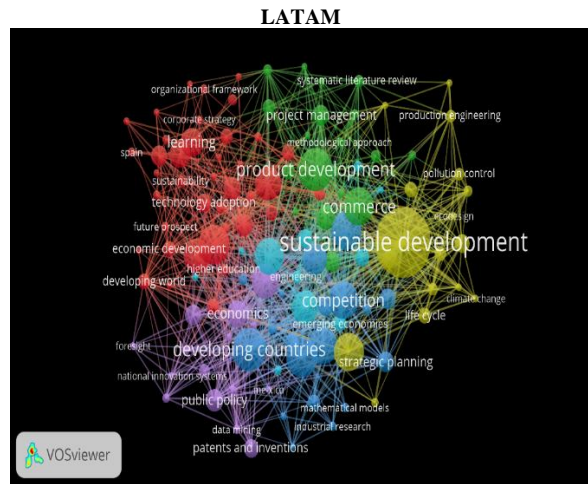 LATAM
systematic literature review
organizational framework
corporate strategy
project management
production engineering
methodological approach
learning
spain
product development
pollution control
sustainability
technology adoption
commerce
ecodesign
future prospect
sustainable development
economic development
higher education
engineering
developing world
competition
climate change
economics
emerging economies
life cycle
foresight
developing countries
strategic planning
national innovation systems
mexico
public policy
mathematical models
data mining
industrial research
patents and inventions
VOSviewer